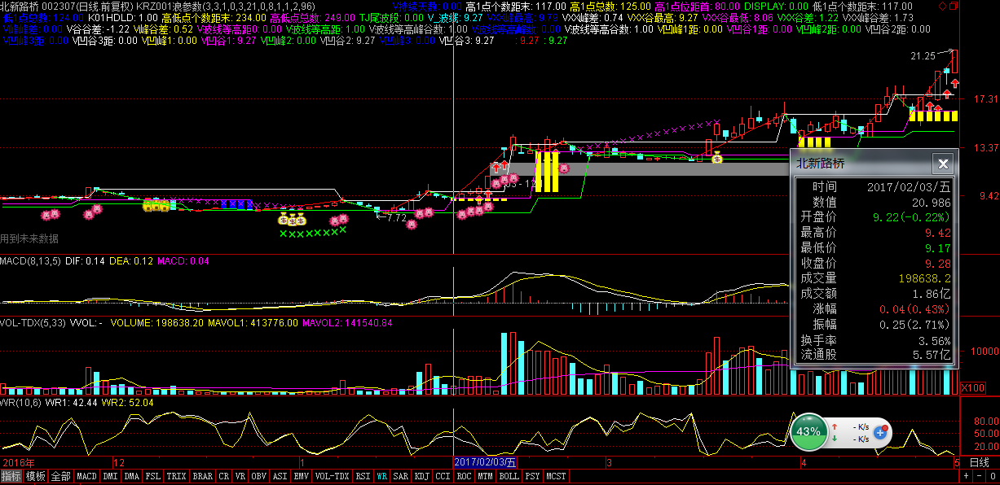 北新路桥 002307(日线.前复权) KRZ001浪参数(3,3,1,0,3,21,0,8,1,1,2,96) V持续天数: 0.00 高1点个数距末: 117.00 高1点总数: 125.00 高1点位距首: 80.00 DISPLAY: 0.00 低1点个数距末: 117.00
低1点总数: 124.00 K01HDLD: 1.00 高低点个数距末: 234.00 高低点总数: 249.00 TJ尾波段: 0.00 V_波线: 9.27 V尖峰最高: 9.79 V尖峰差: 0.74 V尖谷最高: 9.27 V尖谷最低: 8.06 V尖谷差: 1.22 V尖峰谷差: 1.73
V峰峰差: 0.00 V谷谷差: -1.22 V峰谷差: 0.52 V波线等高距0: 0.00 V波线等高距: 1.00 V波线等高峰谷数: 1.00 V波线等高峰数: 0.00 V波线等高谷数: 1.00 V凹峰1距: 0.00 V凹谷1距: 0.00 V凹峰2距: 0.00 V凹谷2距: 0.00
V凹峰3距: 0.00 V凹谷3距: 0.00 V凹峰1: 0.00 V凹谷1: 9.27 V凹峰2: 0.00 V凹谷2: 9.27 V凹峰3: 0.00 V凹谷3: 9.27 : 9.27 : 9.27
21.25
17.31
13.37
9.42
7.72
用到未来数据
北新路桥
时间 2017/02/03/五
数值 20.986
开盘价 9.22(-0.22%)
最高价 9.42
最低价 9.17
收盘价 9.28
成交量 198638.2
成交额 1.86亿
涨幅 0.04(0.43%)
振幅 0.25(2.71%)
换手率 3.56%
流通股 5.57亿
MACD(8,13,5) DIF: 0.14 DEA: 0.12 MACD: 0.04
VOL-TDX(5,33) VVOL: - VOLUME: 198638.20 MAVOL1: 413776.00 MAVOL2: 141540.84
10000
X100
WR(10,6) WR1: 42.44 WR2: 52.04
80.00
50.00
20.00
43%
- K/s
- K/s
2016年 12 1 2017/02/03/五 3 4 5 日线
指标 模板 全部 MACD DMI DMA FSL TRIX BRAR CR VR OBV ASI EMV VOL-TDX RSI WR SAR KDJ CCI ROC MTM BOLL PSY MCST + - 0